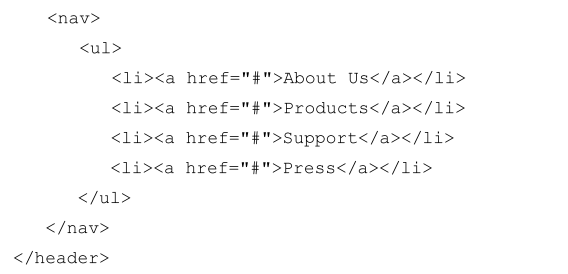 <nav>
<ul>
<li><a href="#">About Us</a></li>
<li><a href="#">Products</a></li>
<li><a href="#">Support</a></li>
<li><a href="#">Press</a></li>
</ul>
</nav>
</header>